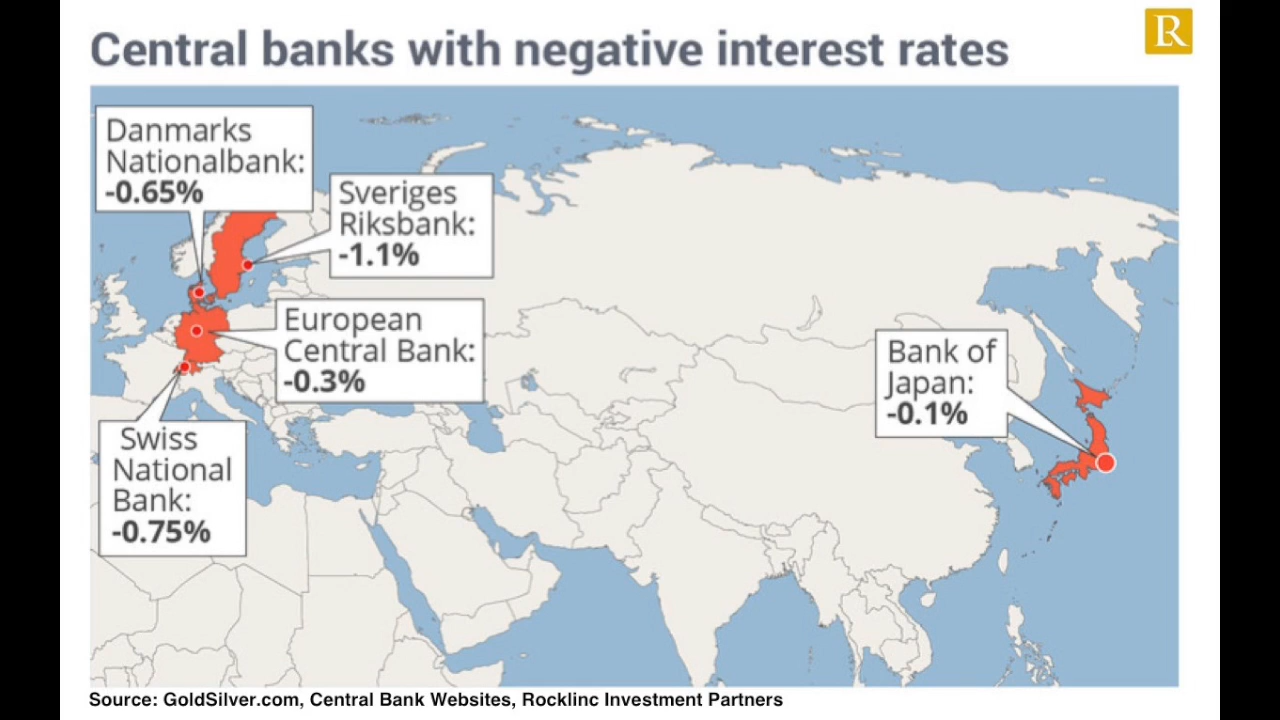 Central banks with negative interest rates
R
Danmarks
Nationalbank:
-0.65%
Sveriges
Riksbank:
-1.1%
European
Central Bank:
-0.3%
Swiss
National
Bank:
-0.75%
Bank of
Japan:
-0.1%
Source: GoldSilver.com, Central Bank Websites, Rocklinc Investment Partners